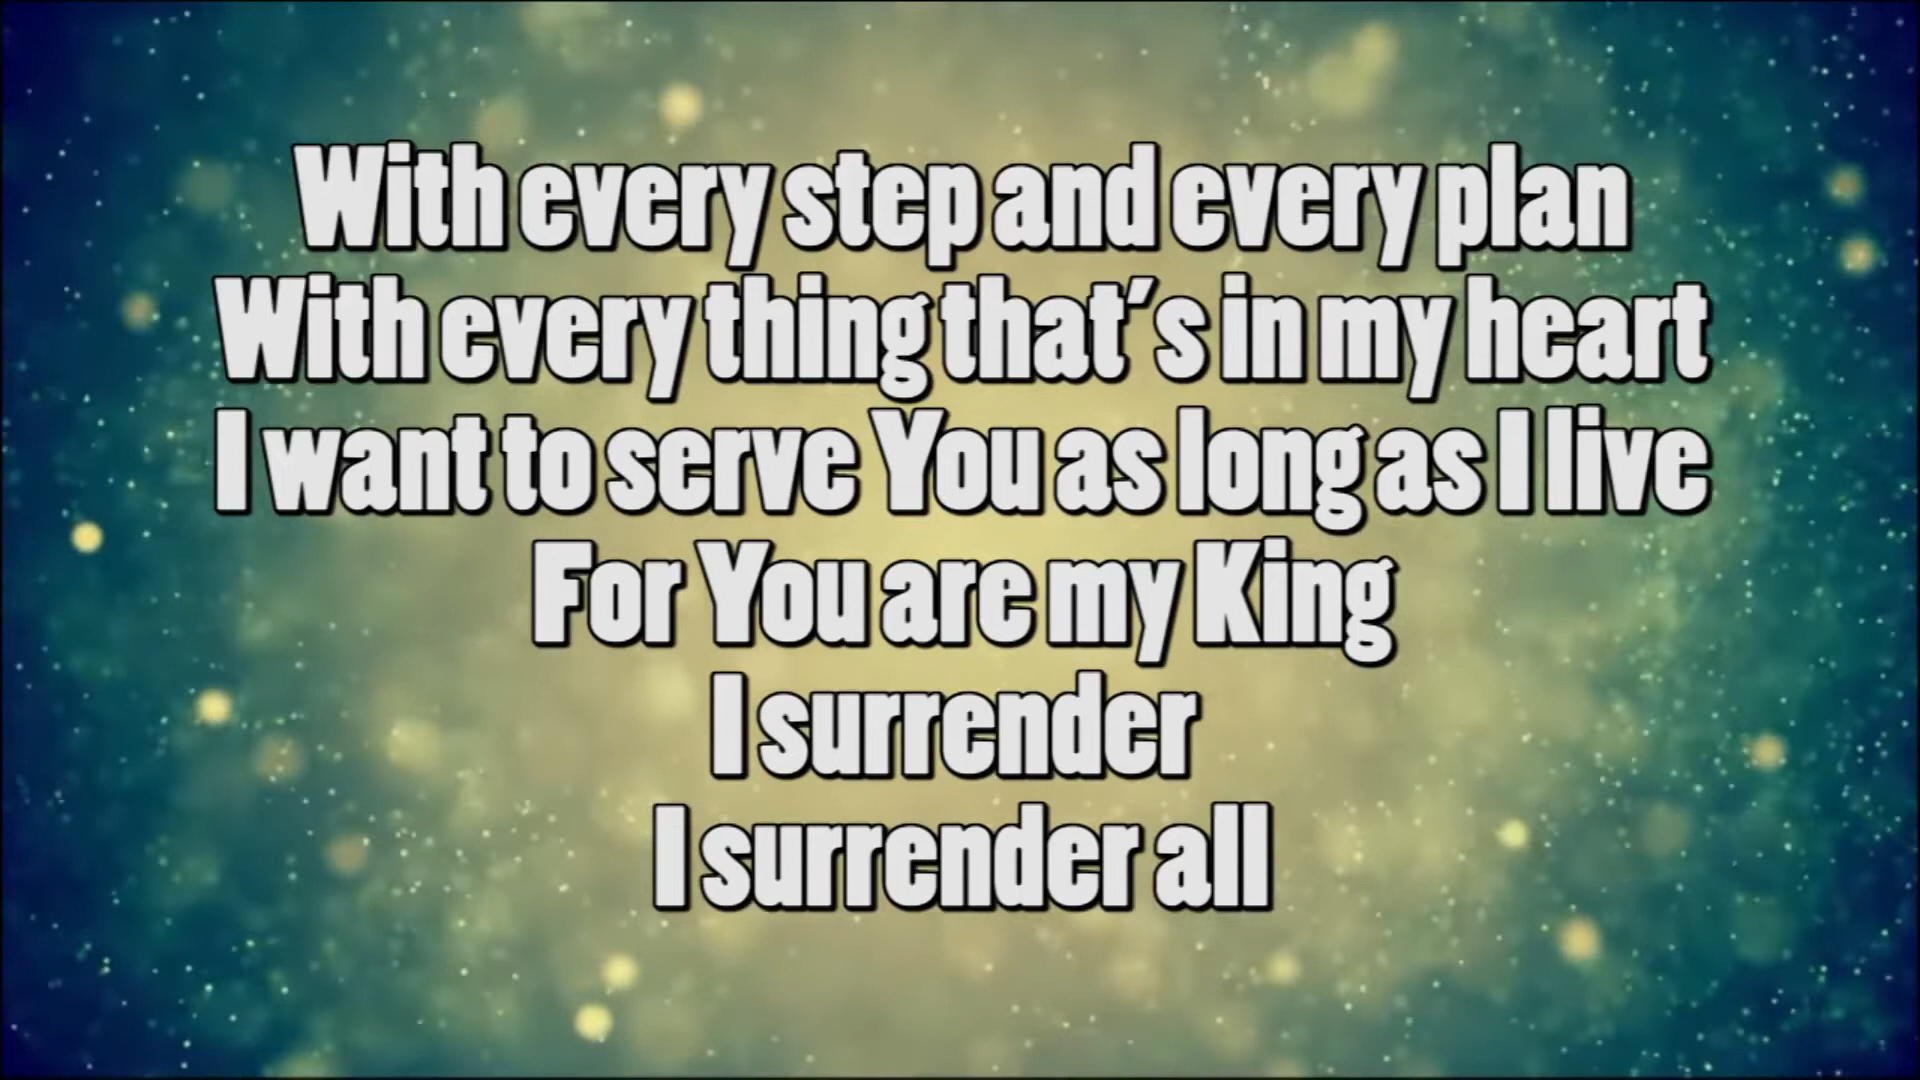 With every step and every plan
With every thing that's in my heart
I want to serve You as long as I live
For You are my King
I surrender
I surrender all